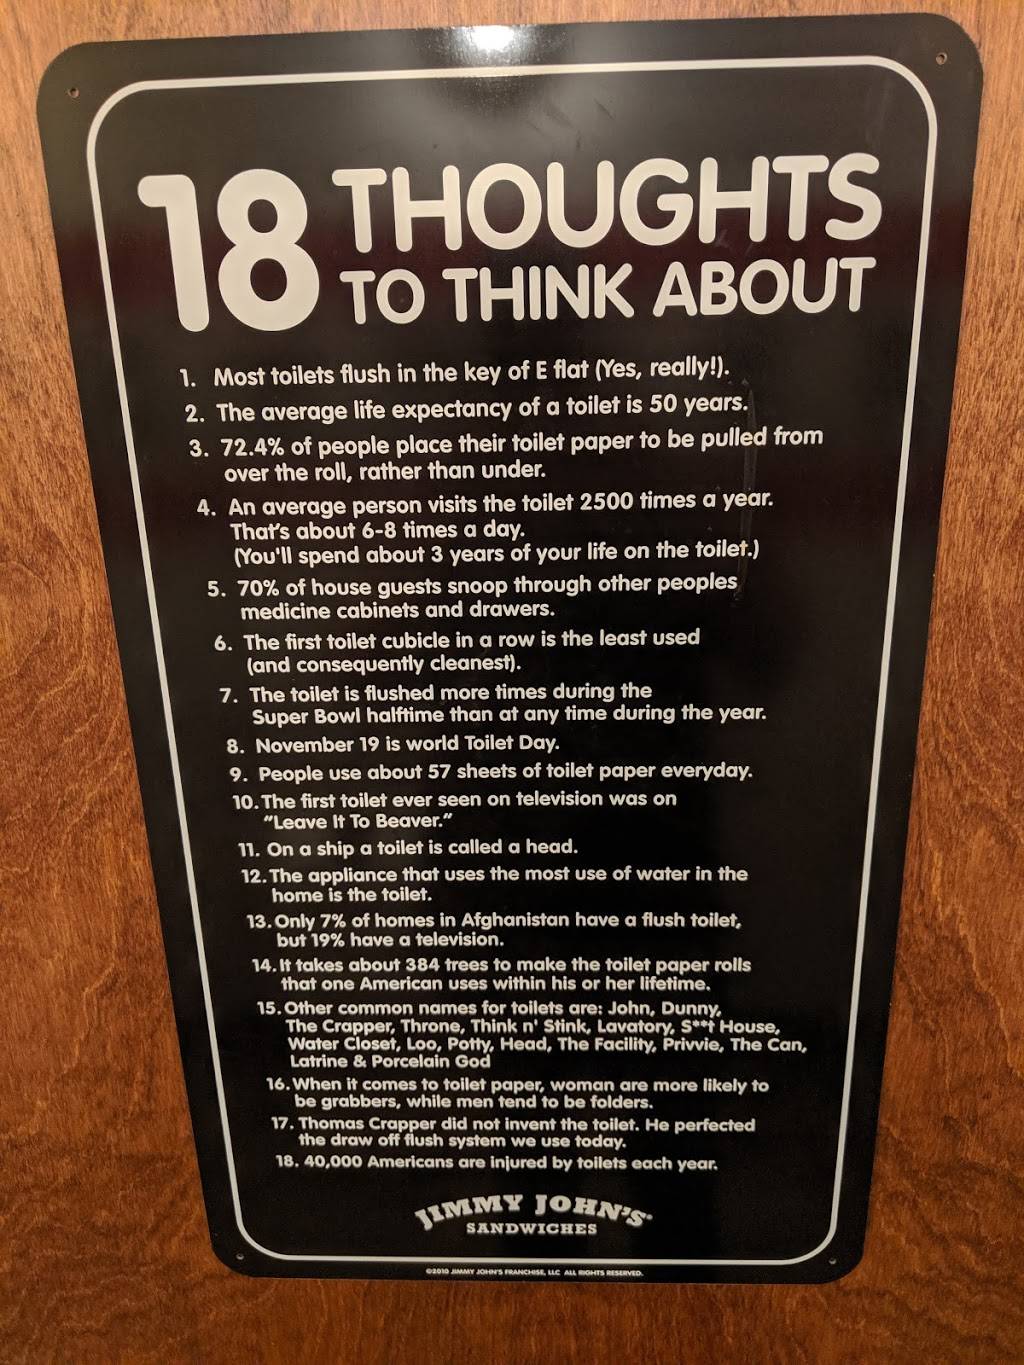 18 THOUGHTS
TO THINK ABOUT
1. Most toilets flush in the key of E flat (Yes, really!).
2. The average life expectancy of a toilet is 50 years.
3. 72.4% of people place their toilet paper to be pulled from
over the roll, rather than under.
4. An average person visits the toilet 2500 times a year.
That's about 6-8 times a day.
(You'll spend about 3 years of your life on the toilet.)
5. 70% of house guests snoop through other peoples
medicine cabinets and drawers.
6. The first toilet cubicle in a row is the least used
(and consequently cleanest).
7. The toilet is flushed more times during the
Super Bowl halftime than at any time during the year.
8. November 19 is world Toilet Day.
9. People use about 57 sheets of toilet paper everyday.
10. The first toilet ever seen on television was on
"Leave It To Beaver."
11. On a ship a toilet is called a head.
12. The appliance that uses the most use of water in the
home is the toilet.
13. Only 7% of homes in Afghanistan have a flush toilet,
but 19% have a television.
14. It takes about 384 trees to make the toilet paper rolls
that one American uses within his or her lifetime.
15. Other common names for toilets are: John, Dunny,
The Crapper, Throne, Think n' Stink, Lavatory, S**t House,
Water Closet, Loo, Potty, Head, The Facility, Privvie, The Can,
Latrine & Porcelain God
16. When it comes to toilet paper, woman are more likely to
be grabbers, while men tend to be folders.
17. Thomas Crapper did not invent the toilet. He perfected
the draw off flush system we use today.
18. 40,000 Americans are injured by toilets each year.
JIMMY JOHN'S
SANDWICHES
©2010 JIMMY JOHN'S FRANCHISE, LLC ALL RIGHTS RESERVED.